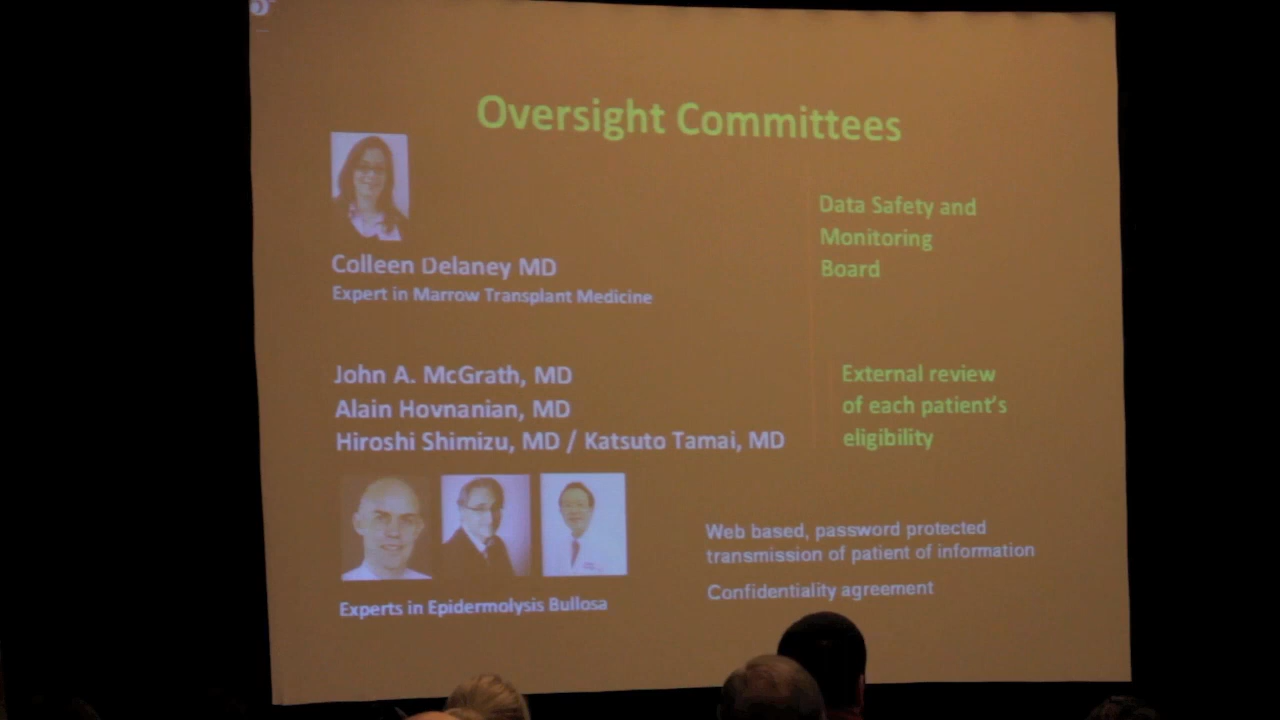 Oversight Committees
Colleen Delaney MD
Expert in Marrow Transplant Medicine
Data Safety and
Monitoring
Board
John A. McGrath, MD
Alain Hovnanian, MD
Hiroshi Shimizu, MD / Katsuto Tamai, MD
External review
of each patient's
eligibility
Experts in Epidermolysis Bullosa
Web based, password protected
transmission of patient of information
Confidentiality agreement